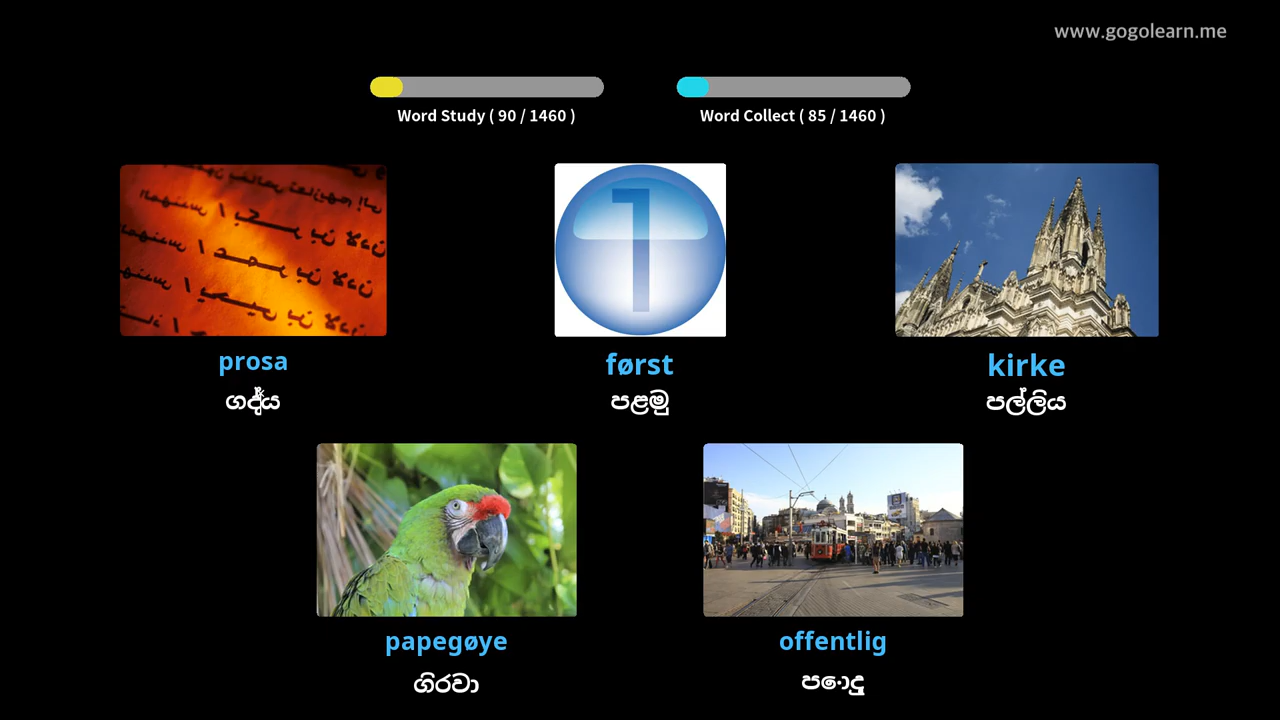 www.gogolearn.me
Word Study ( 90 / 1460 )
Word Collect ( 85 / 1460 )
1
prosa
ගද්‍ය
først
පළමු
kirke
පල්ලිය
papegøye
ගිරවා
offentlig
පොදු